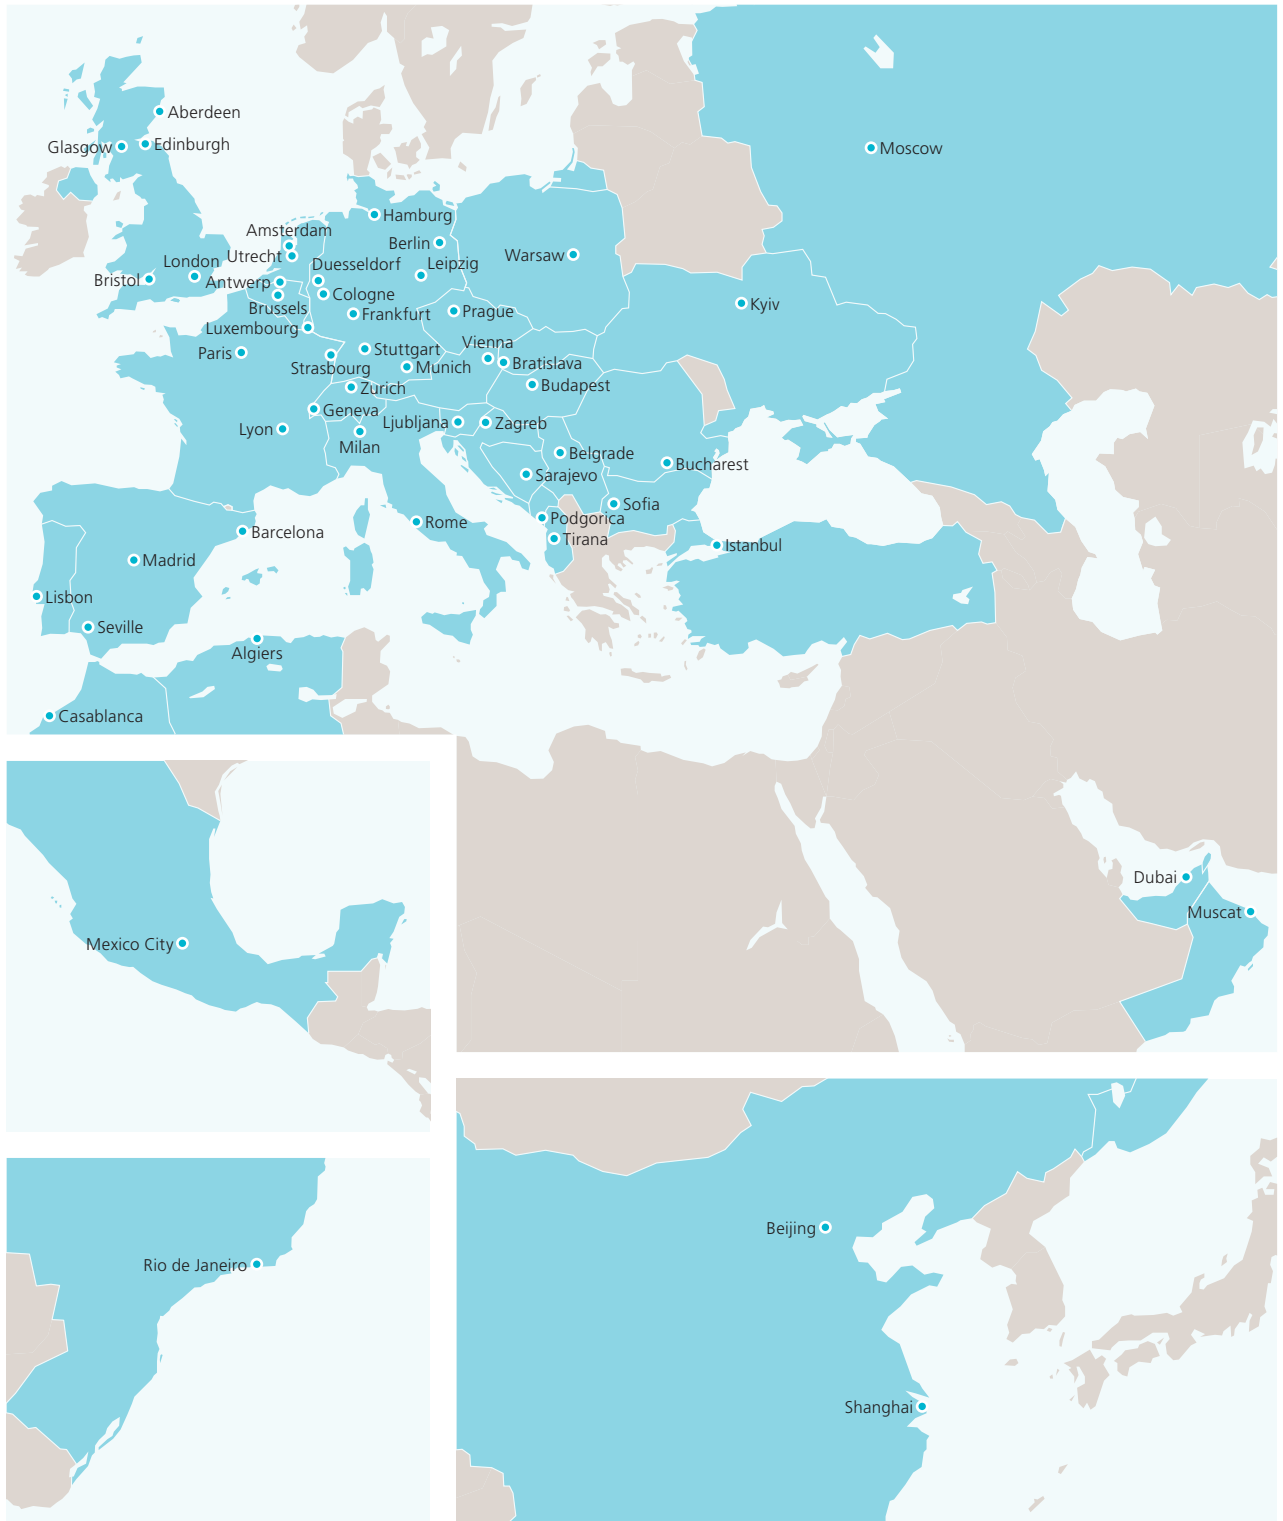 Aberdeen
Glasgow
Edinburgh
Moscow
Hamburg
Amsterdam
Berlin
Utrecht
Warsaw
London
Duesseldorf
Leipzig
Bristol
Antwerp
Cologne
Kyiv
Brussels
Frankfurt
Prague
Luxembourg
Vienna
Paris
Stuttgart
Strasbourg
Munich
Bratislava
Zurich
Budapest
Geneva
Ljubljana
Zagreb
Lyon
Milan
Belgrade
Bucharest
Sarajevo
Sofia
Podgorica
Rome
Barcelona
Tirana
Istanbul
Madrid
Lisbon
Seville
Algiers
Casablanca
Dubai
Muscat
Mexico City
Beijing
Rio de Janeiro
Shanghai